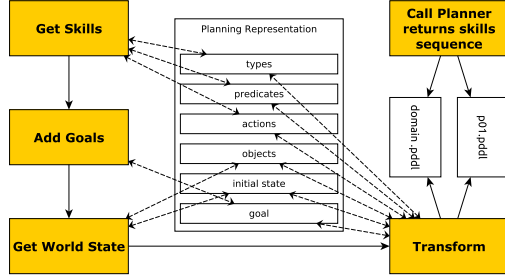 Get Skills
Planning Representation
types
predicates
actions
objects
initial state
goal
Call Planner
returns skills
sequence
Add Goals
domain.pddl
p01.pddl
Get World State
Transform